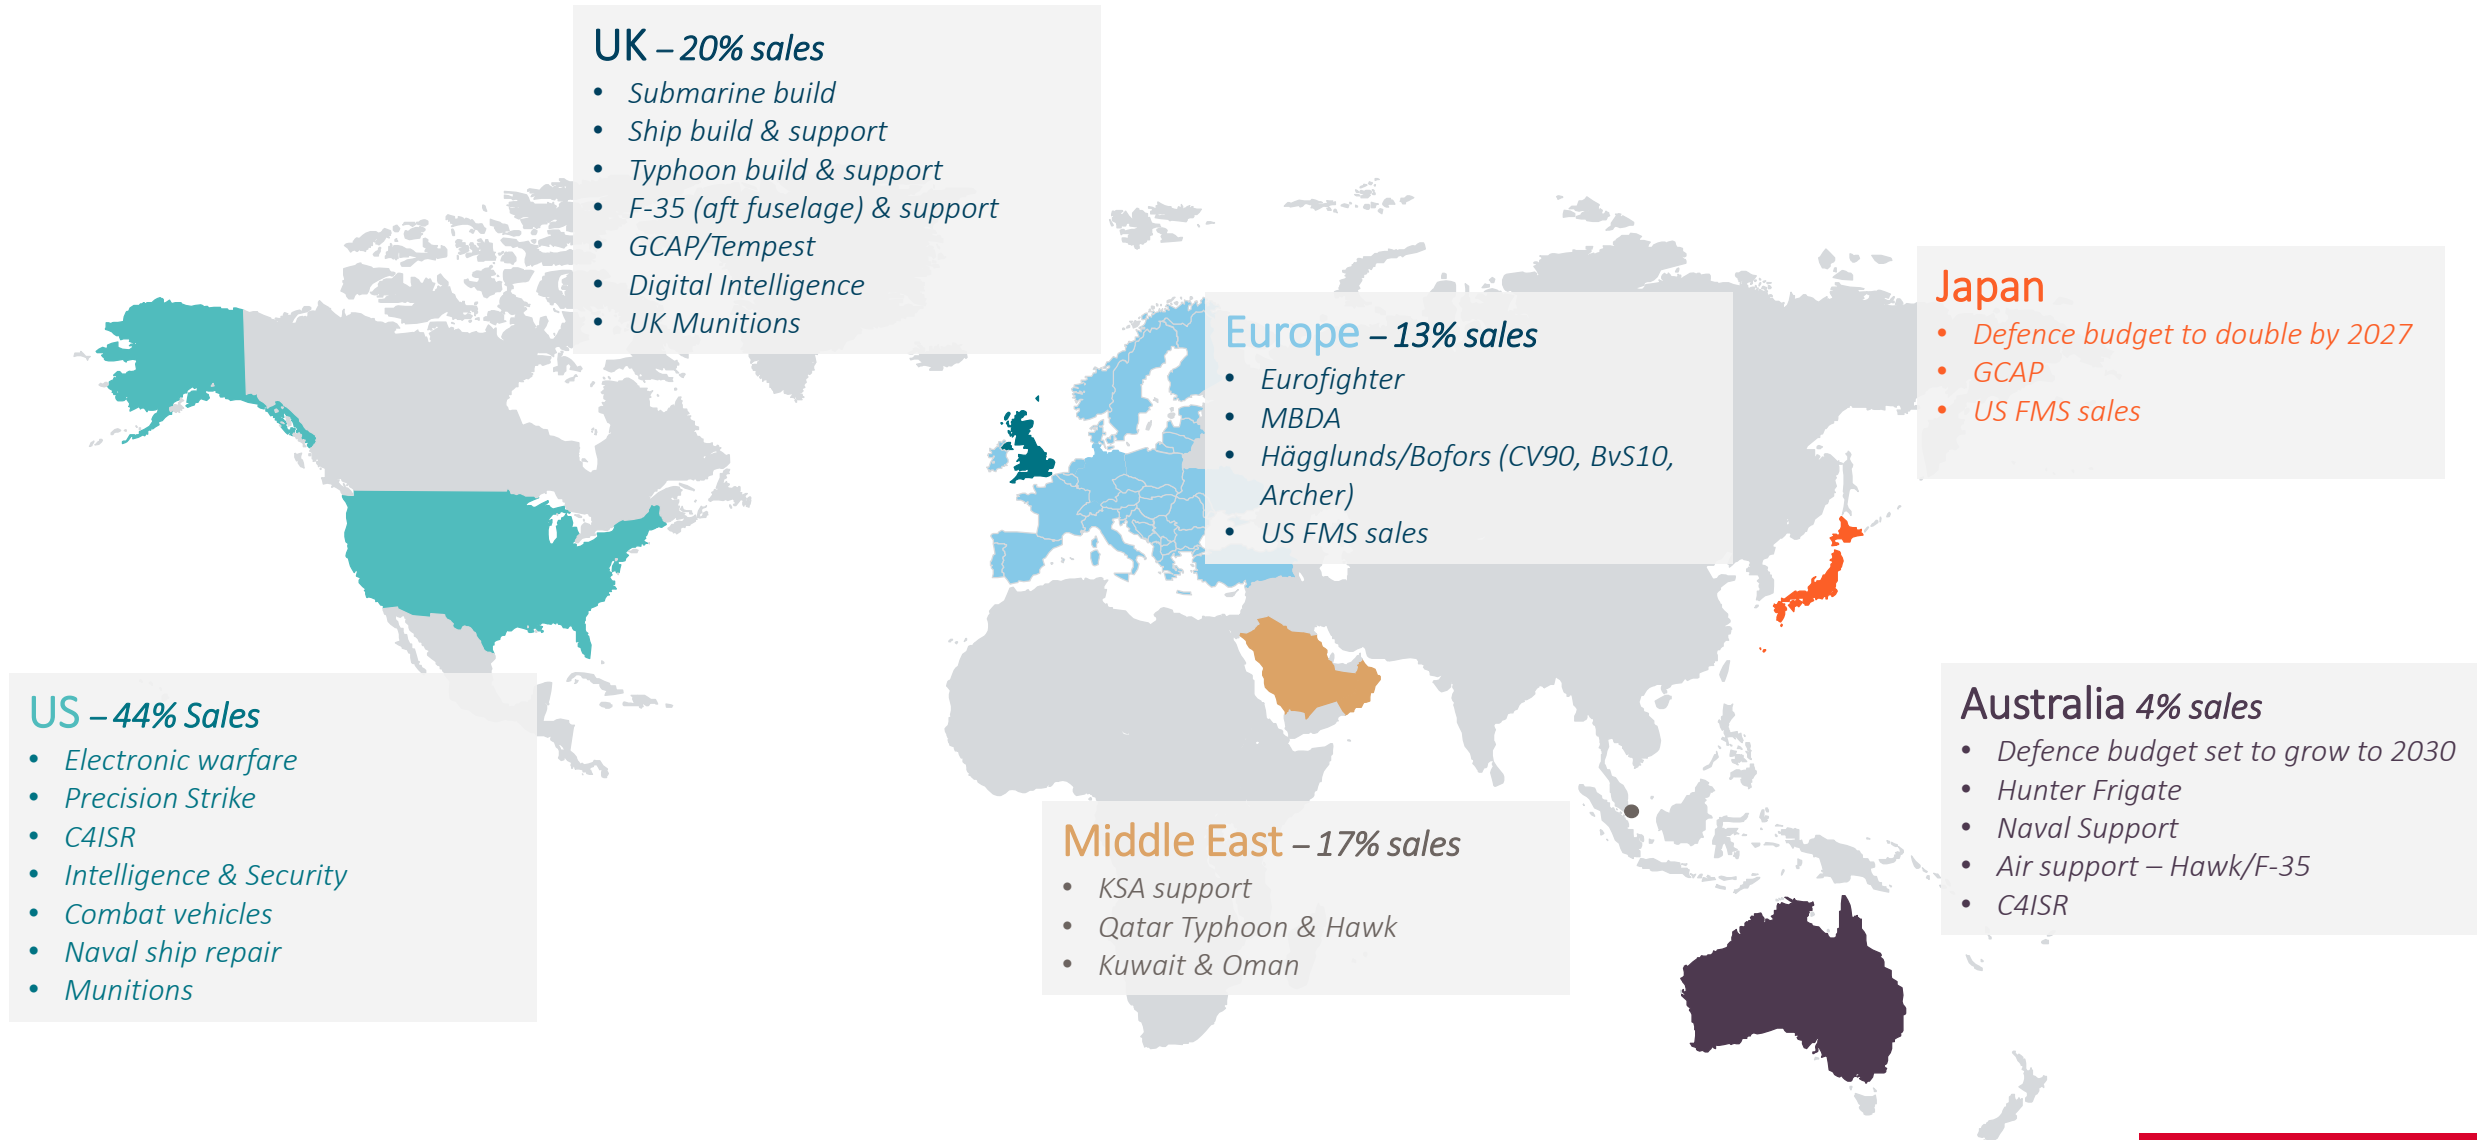 UK – 20% sales
• Submarine build
• Ship build & support
• Typhoon build & support
• F-35 (aft fuselage) & support
• GCAP/Tempest
• Digital Intelligence
• UK Munitions
Europe – 13% sales
• Eurofighter
• MBDA
• Hägglunds/Bofors (CV90, BvS10,
Archer)
• US FMS sales
Japan
• Defence budget to double by 2027
• GCAP
• US FMS sales
US – 44% Sales
• Electronic warfare
• Precision Strike
• C4ISR
• Intelligence & Security
• Combat vehicles
• Naval ship repair
• Munitions
Middle East – 17% sales
• KSA support
• Qatar Typhoon & Hawk
• Kuwait & Oman
Australia 4% sales
• Defence budget set to grow to 2030
• Hunter Frigate
• Naval Support
• Air support – Hawk/F-35
• C4ISR